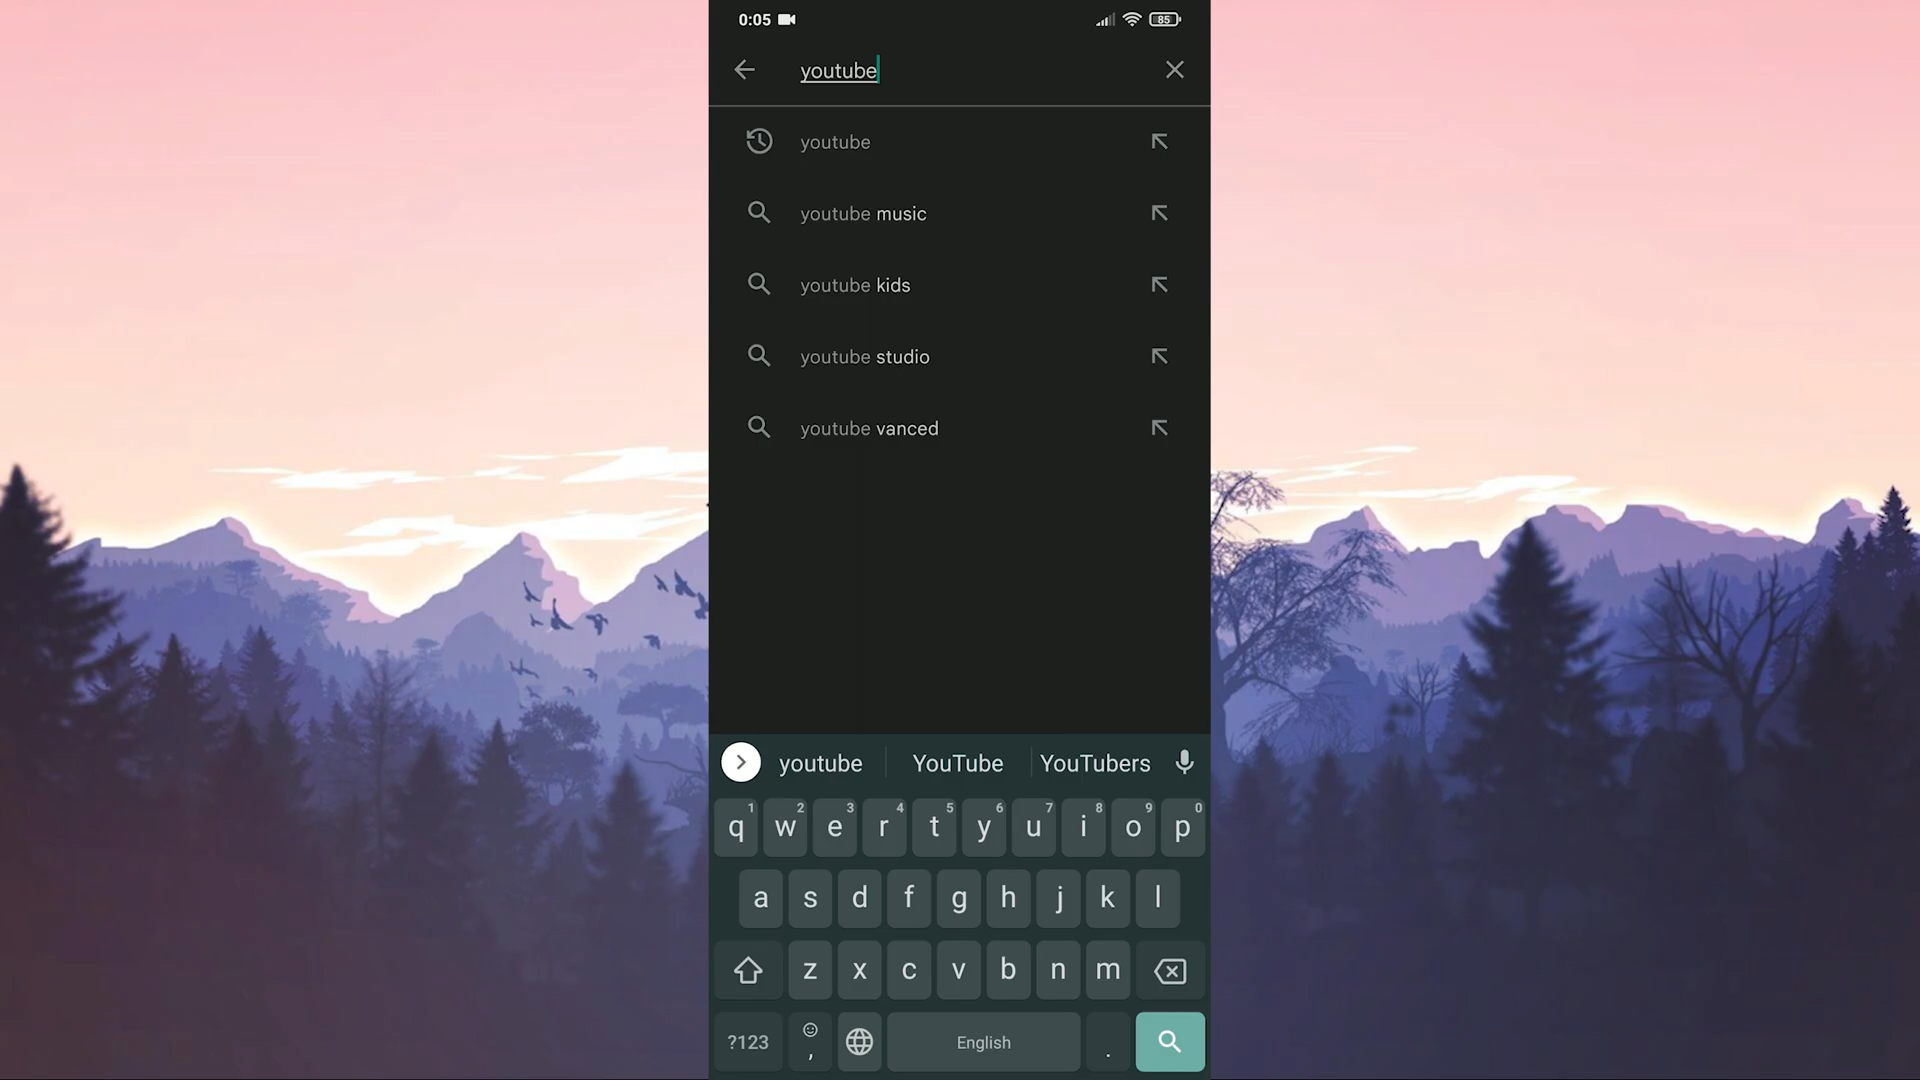 0:05
85
youtube
youtube
youtube music
youtube kids
youtube studio
youtube vanced
youtube YouTube YouTubers
1 2 3 4 5 6 7 8 9 0
q w e r t y u i o p
a s d f g h j k l
z x c v b n m
?123 , English .